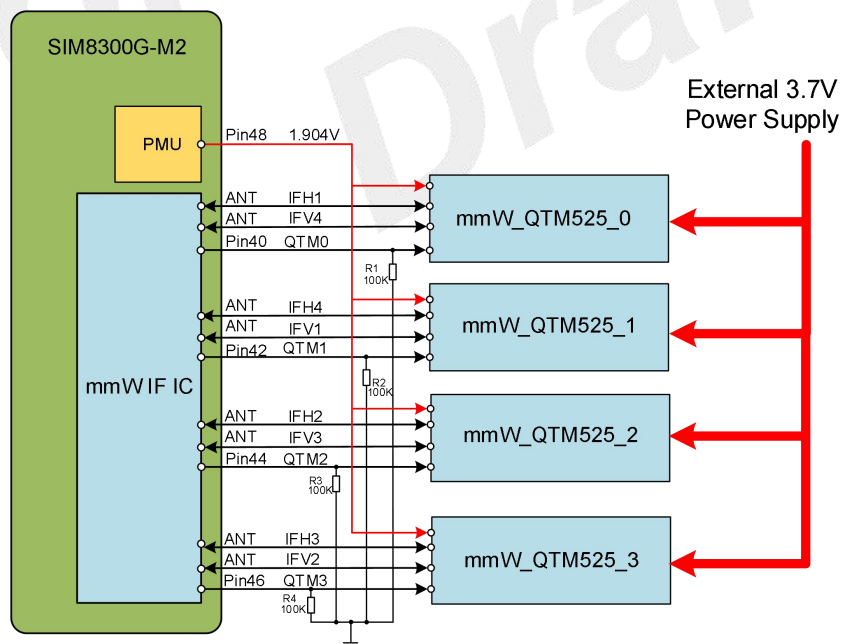 Draf
SIM8300G-M2
External 3.7V
Power Supply
PMU
Pin48 1.904V
ANT IFH1
ANT IFV4
Pin40 QTM0
mmW_QTM525_0
R1
100K
ANT IFH4
ANT IFV1
Pin42 QTM1
mmW_QTM525_1
R2
100K
mmW IF IC
ANT IFH2
ANT IFV3
Pin44 QTM2
mmW_QTM525_2
R3
100K
ANT IFH3
ANT IFV2
Pin46 QTM3
mmW_QTM525_3
R4
100K